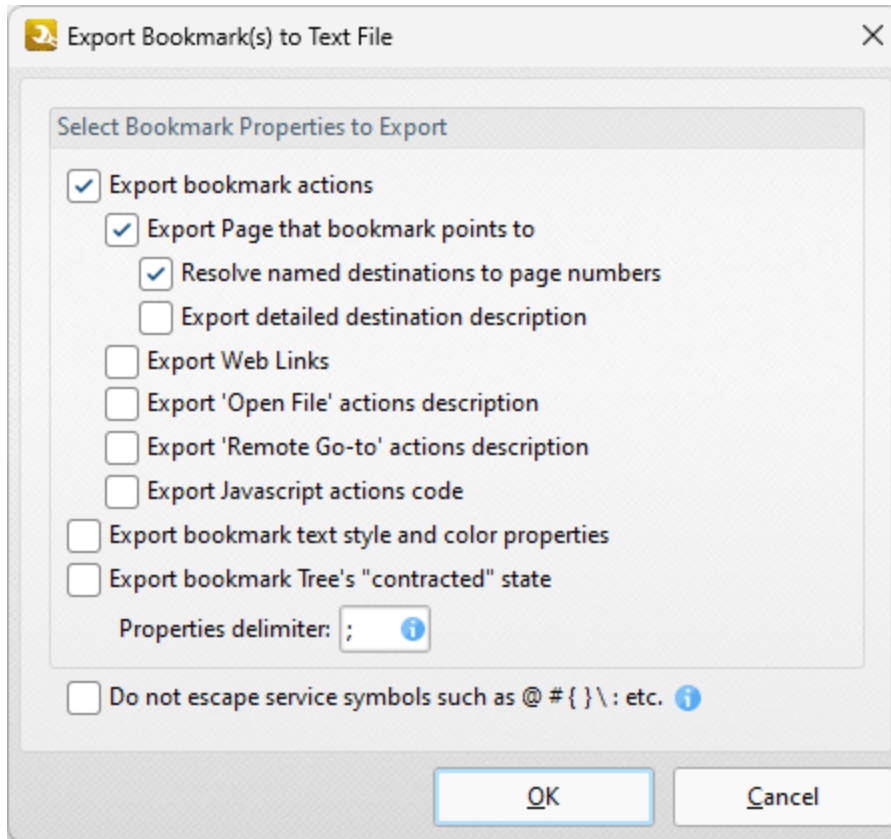 Export Bookmark(s) to Text File
Select Bookmark Properties to Export
Export bookmark actions
Export Page that bookmark points to
Resolve named destinations to page numbers
Export detailed destination description
Export Web Links
Export 'Open File' actions description
Export 'Remote Go-to' actions description
Export Javascript actions code
Export bookmark text style and color properties
Export bookmark Tree's "contracted" state
Properties delimiter: ;
Do not escape service symbols such as @ # { } \ : etc.
OK Cancel